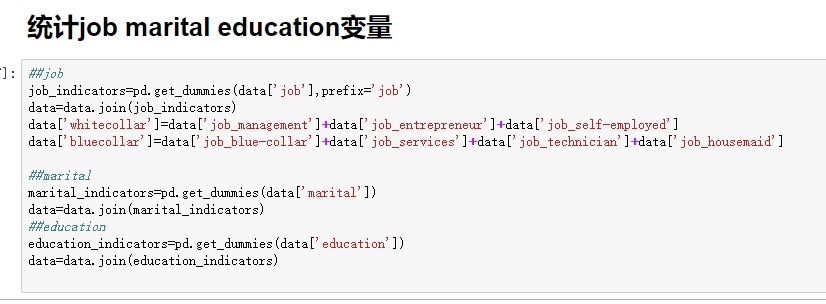 统计job marital education变量
]:
##job
job_indicators=pd.get_dummies(data['job'],prefix='job')
data=data.join(job_indicators)
data['whitecollar']=data['job_management']+data['job_entrepreneur']+data['job_self-employed']
data['bluecollar']=data['job_blue-collar']+data['job_services']+data['job_technician']+data['job_housemaid']
##marital
marital_indicators=pd.get_dummies(data['marital'])
data=data.join(marital_indicators)
##education
education_indicators=pd.get_dummies(data['education'])
data=data.join(education_indicators)